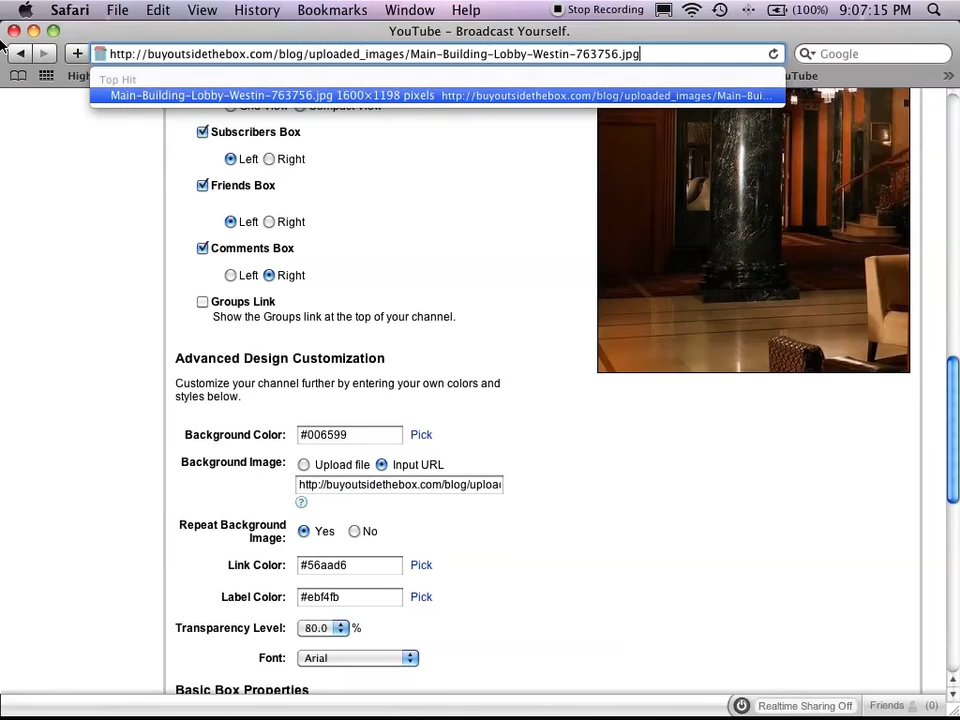 Safari File Edit View History Bookmarks Window Help Stop Recording (100%) 9:07:15 PM
YouTube – Broadcast Yourself.
http://buyoutsidethebox.com/blog/uploaded_images/Main-Building-Lobby-Westin-763756.jpg Google
Top Hit
Main-Building-Lobby-Westin-763756.jpg 1600×1198 pixels http://buyoutsidethebox.com/blog/uploaded_images/Main-Bui...
Subscribers Box
Left Right
Friends Box
Left Right
Comments Box
Left Right
Groups Link
Show the Groups link at the top of your channel.
Advanced Design Customization
Customize your channel further by entering your own colors and
styles below.
Background Color: #006599 Pick
Background Image: Upload file Input URL
http://buyoutsidethebox.com/blog/uploa
?
Repeat Background
Image: Yes No
Link Color: #56aad6 Pick
Label Color: #ebf4fb Pick
Transparency Level: 80.0 %
Font: Arial
Basic Box Properties
Realtime Sharing Off Friends (0)